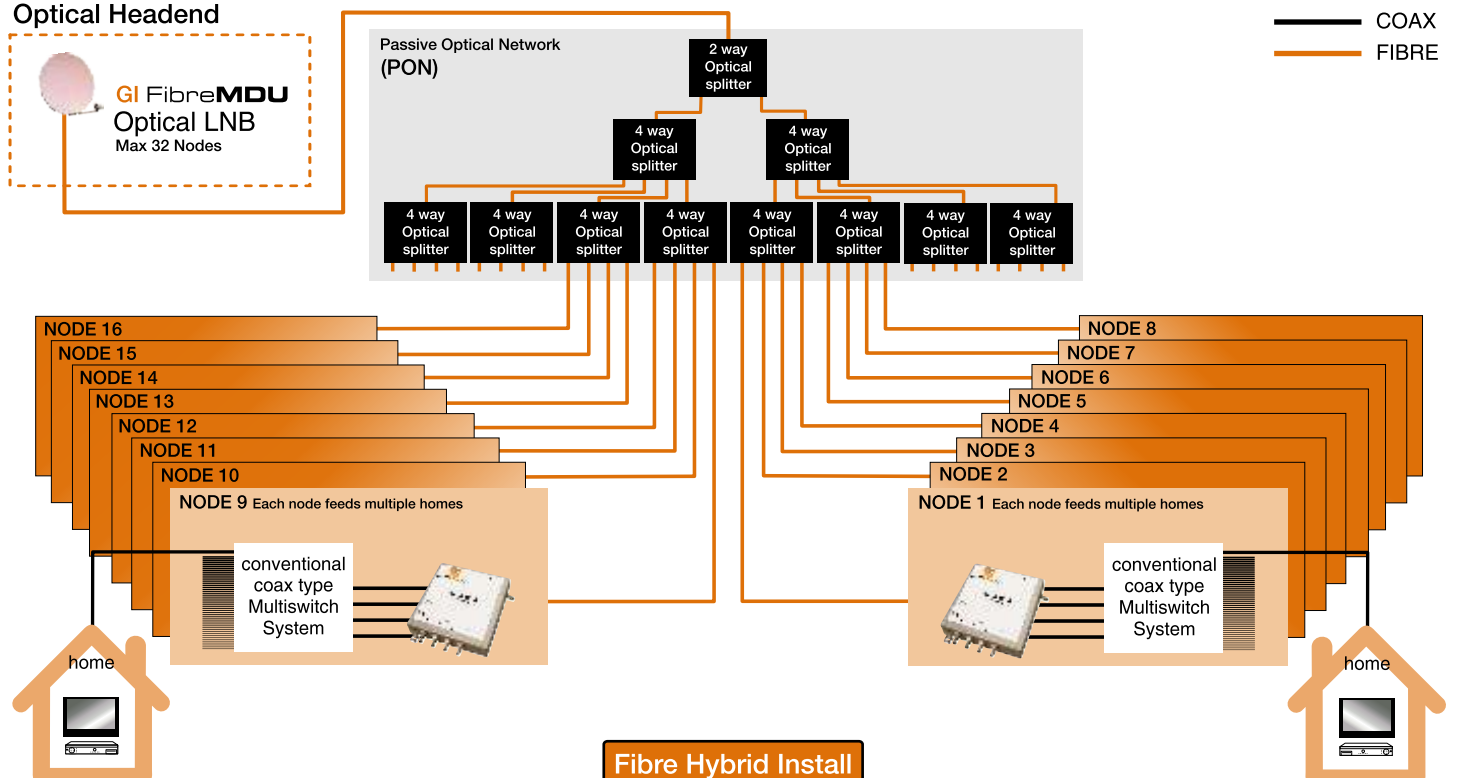 Optical Headend
GI FibreMDU
Optical LNB
Max 32 Nodes
Passive Optical Network
(PON)
2 way
Optical
splitter
4 way
Optical
splitter
4 way
Optical
splitter
4 way
Optical
splitter
4 way
Optical
splitter
4 way
Optical
splitter
4 way
Optical
splitter
4 way
Optical
splitter
4 way
Optical
splitter
4 way
Optical
splitter
4 way
Optical
splitter
COAX
FIBRE
NODE 16
NODE 15
NODE 14
NODE 13
NODE 12
NODE 11
NODE 10
NODE 9 Each node feeds multiple homes
conventional
coax type
Multiswitch
System
home
NODE 8
NODE 7
NODE 6
NODE 5
NODE 4
NODE 3
NODE 2
NODE 1 Each node feeds multiple homes
conventional
coax type
Multiswitch
System
home
Fibre Hybrid Install